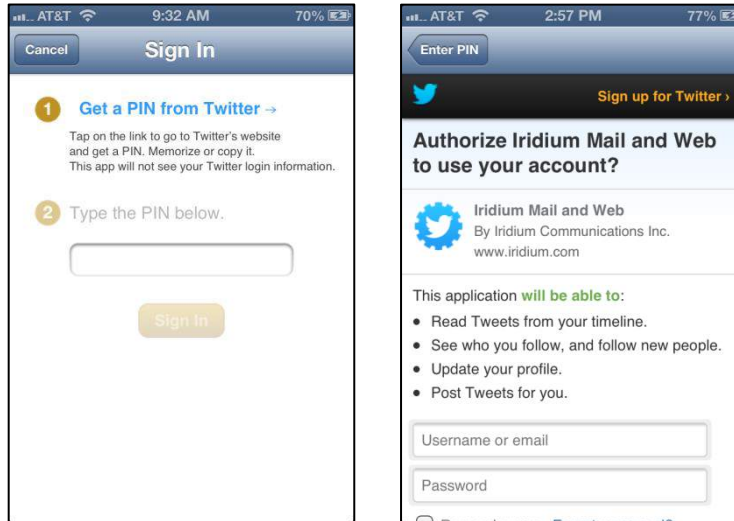 AT&T 9:32 AM 70%
Cancel Sign In
1 Get a PIN from Twitter →
Tap on the link to go to Twitter's website
and get a PIN. Memorize or copy it.
This app will not see your Twitter login information.
2 Type the PIN below.
Sign In
AT&T 2:57 PM 77%
Enter PIN
Sign up for Twitter ›
Authorize Iridium Mail and Web
to use your account?
Iridium Mail and Web
By Iridium Communications Inc.
www.iridium.com
This application will be able to:
• Read Tweets from your timeline.
• See who you follow, and follow new people.
• Update your profile.
• Post Tweets for you.
Username or email
Password